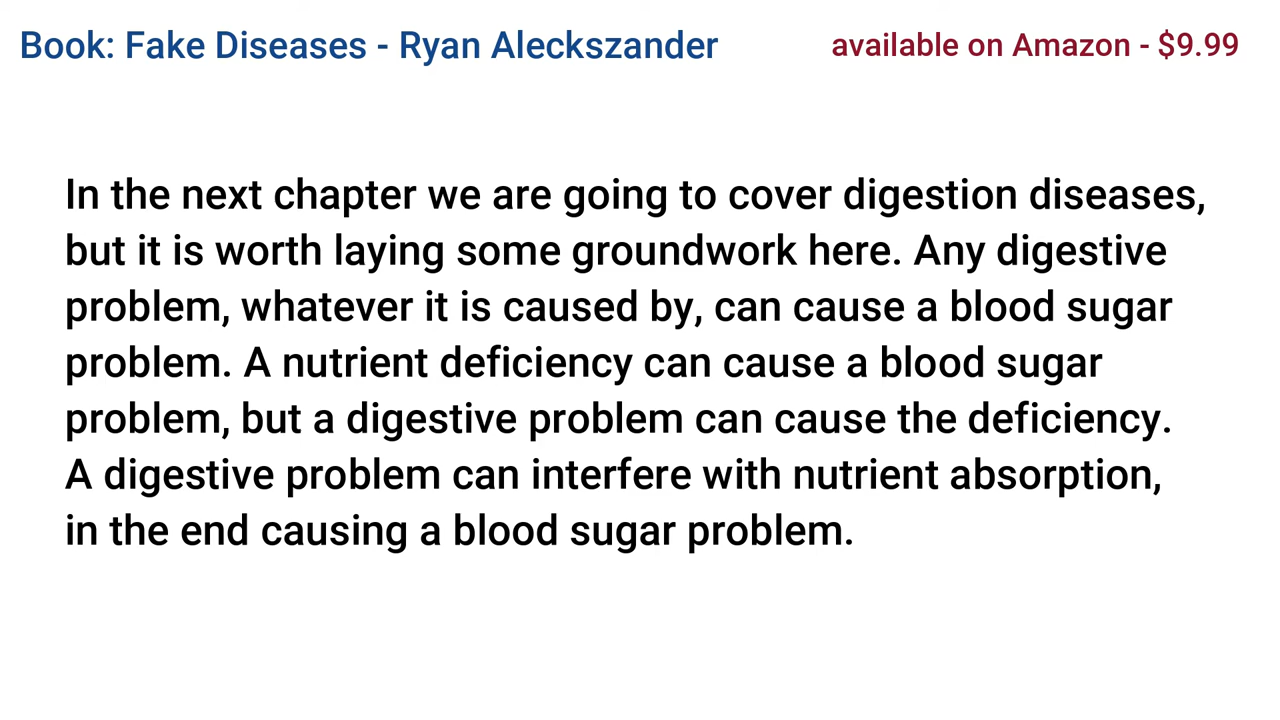 Book: Fake Diseases - Ryan Aleckszander
available on Amazon - $9.99
In the next chapter we are going to cover digestion diseases,
but it is worth laying some groundwork here. Any digestive
problem, whatever it is caused by, can cause a blood sugar
problem. A nutrient deficiency can cause a blood sugar
problem, but a digestive problem can cause the deficiency.
A digestive problem can interfere with nutrient absorption,
in the end causing a blood sugar problem.